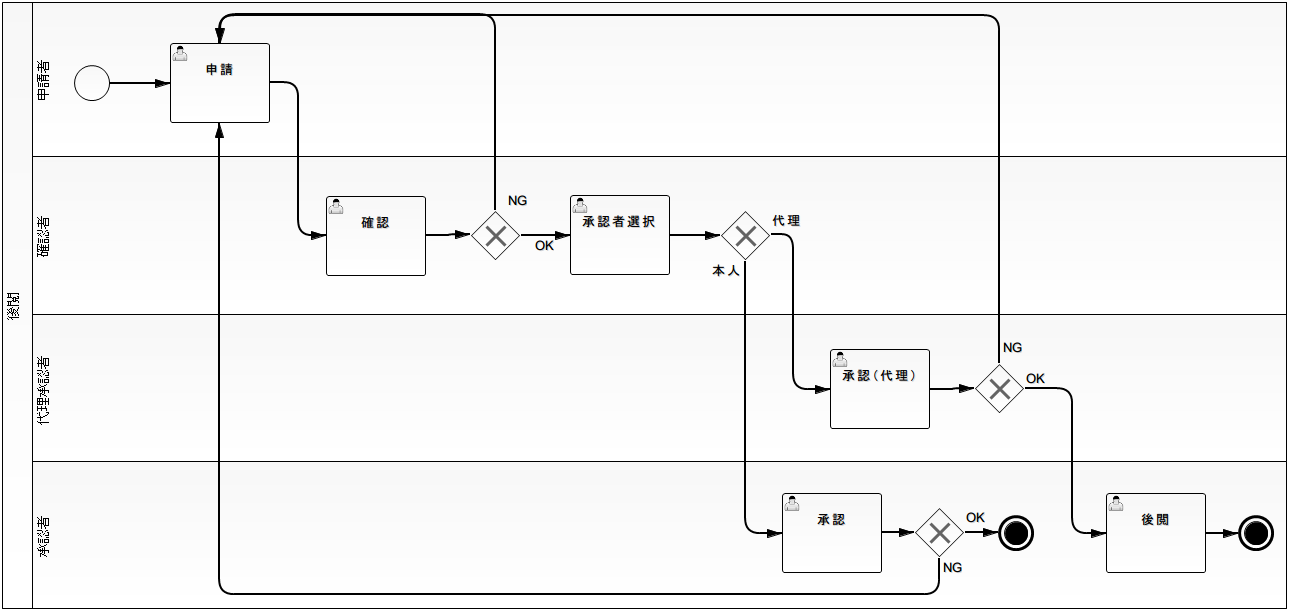 後閲
申請者
申請
確認者
確認
NG
OK
承認者選択
代理
本人
代理承認者
承認(代理)
NG
OK
承認者
承認
OK
NG
後閲